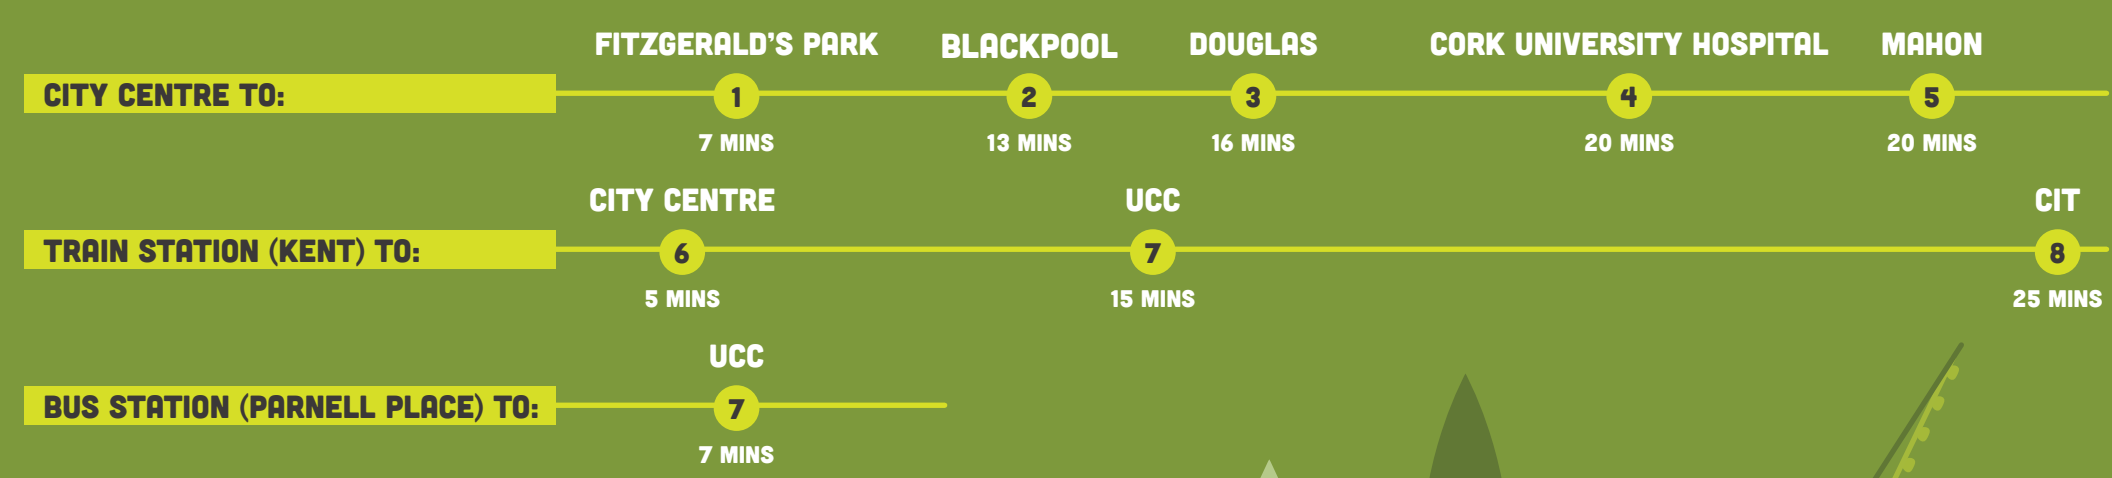 FITZGERALD'S PARK BLACKPOOL DOUGLAS CORK UNIVERSITY HOSPITAL MAHON
CITY CENTRE TO: 1 2 3 4 5
7 MINS 13 MINS 16 MINS 20 MINS 20 MINS
CITY CENTRE UCC CIT
TRAIN STATION (KENT) TO: 6 7 8
5 MINS 15 MINS 25 MINS
UCC
BUS STATION (PARNELL PLACE) TO: 7
7 MINS